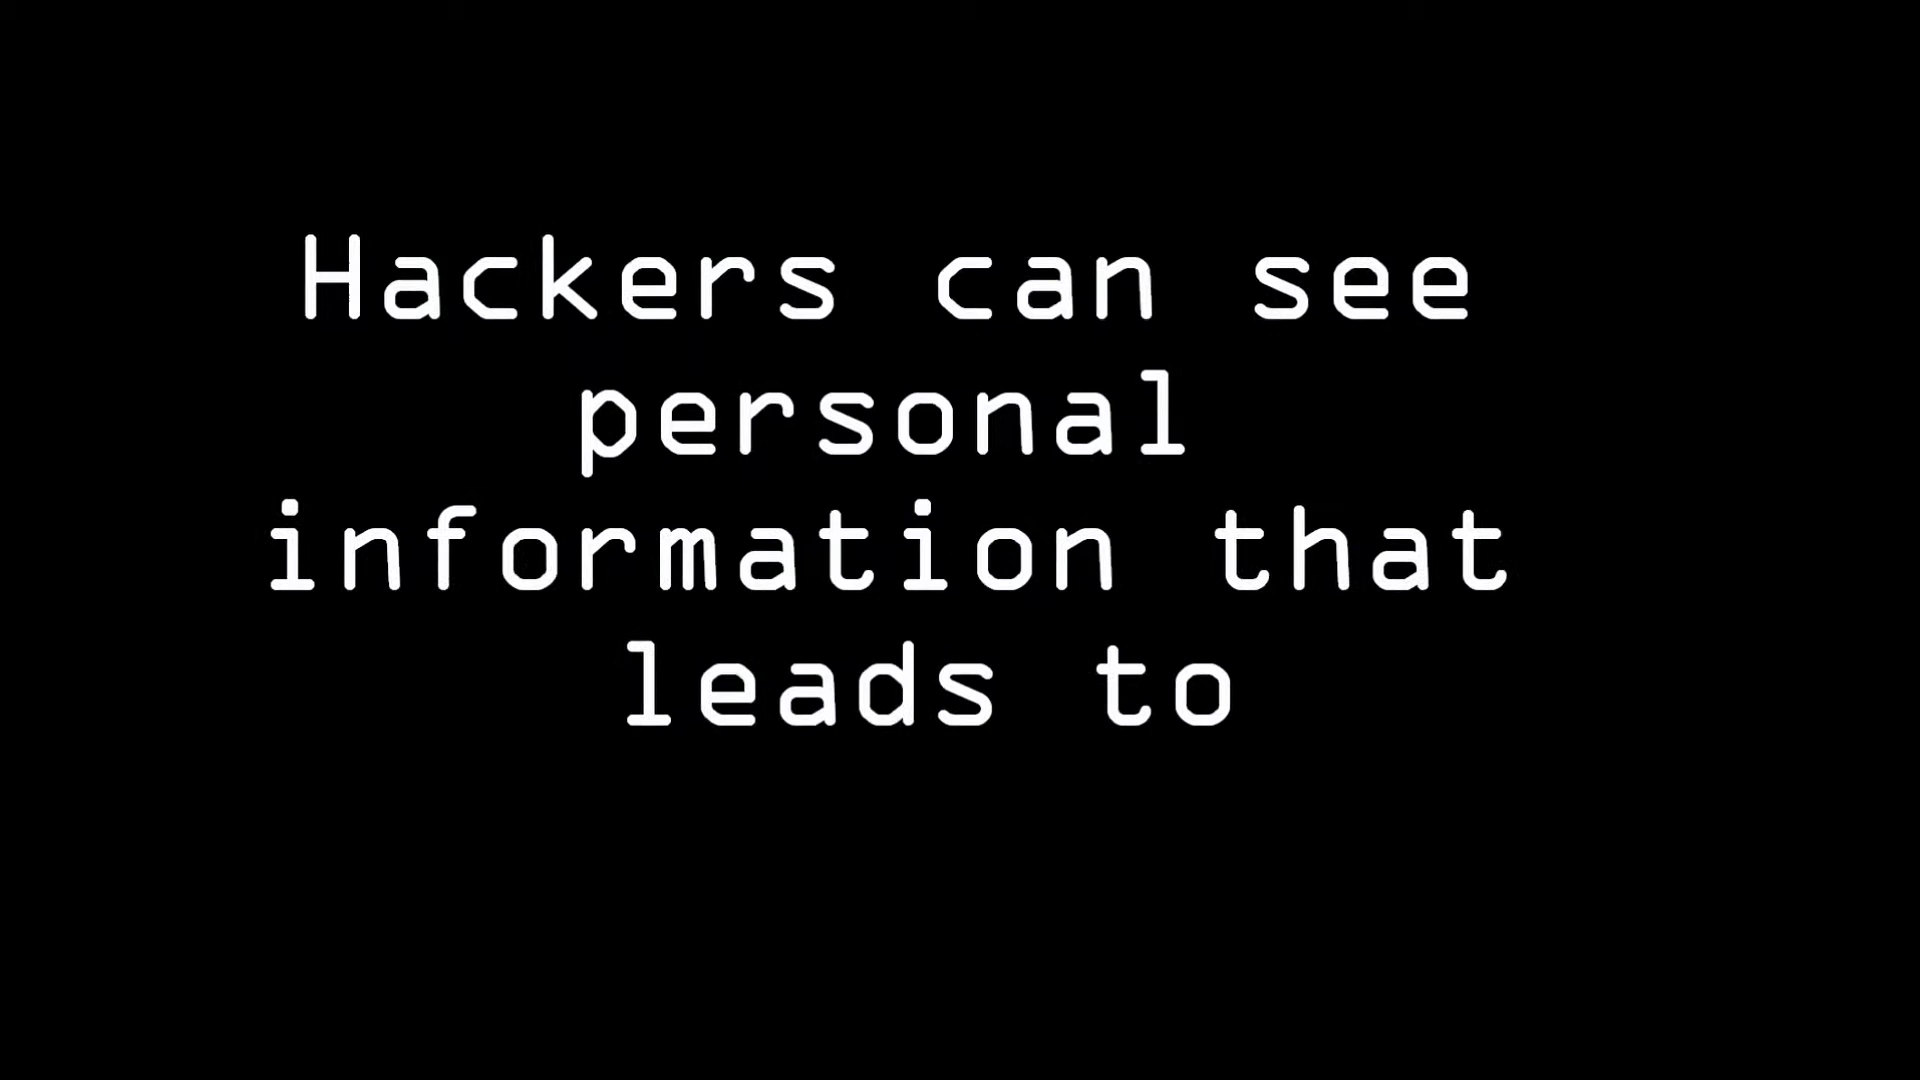 Hackers can see
personal
information that
leads to